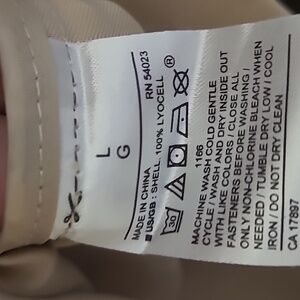 L
G
RN 54023
MADE IN CHINA
US/GB : SHELL, 100% LYOCELL
30
1166
MACHINE WASH COLD GENTLE
CYCLE / WASH AND DRY INSIDE OUT
WITH LIKE COLORS / CLOSE ALL
FASTENERS BEFORE WASHING /
ONLY NON-CHLORINE BLEACH WHEN
NEEDED / TUMBLE DRY LOW / COOL
IRON / DO NOT DRY CLEAN
CA 17897